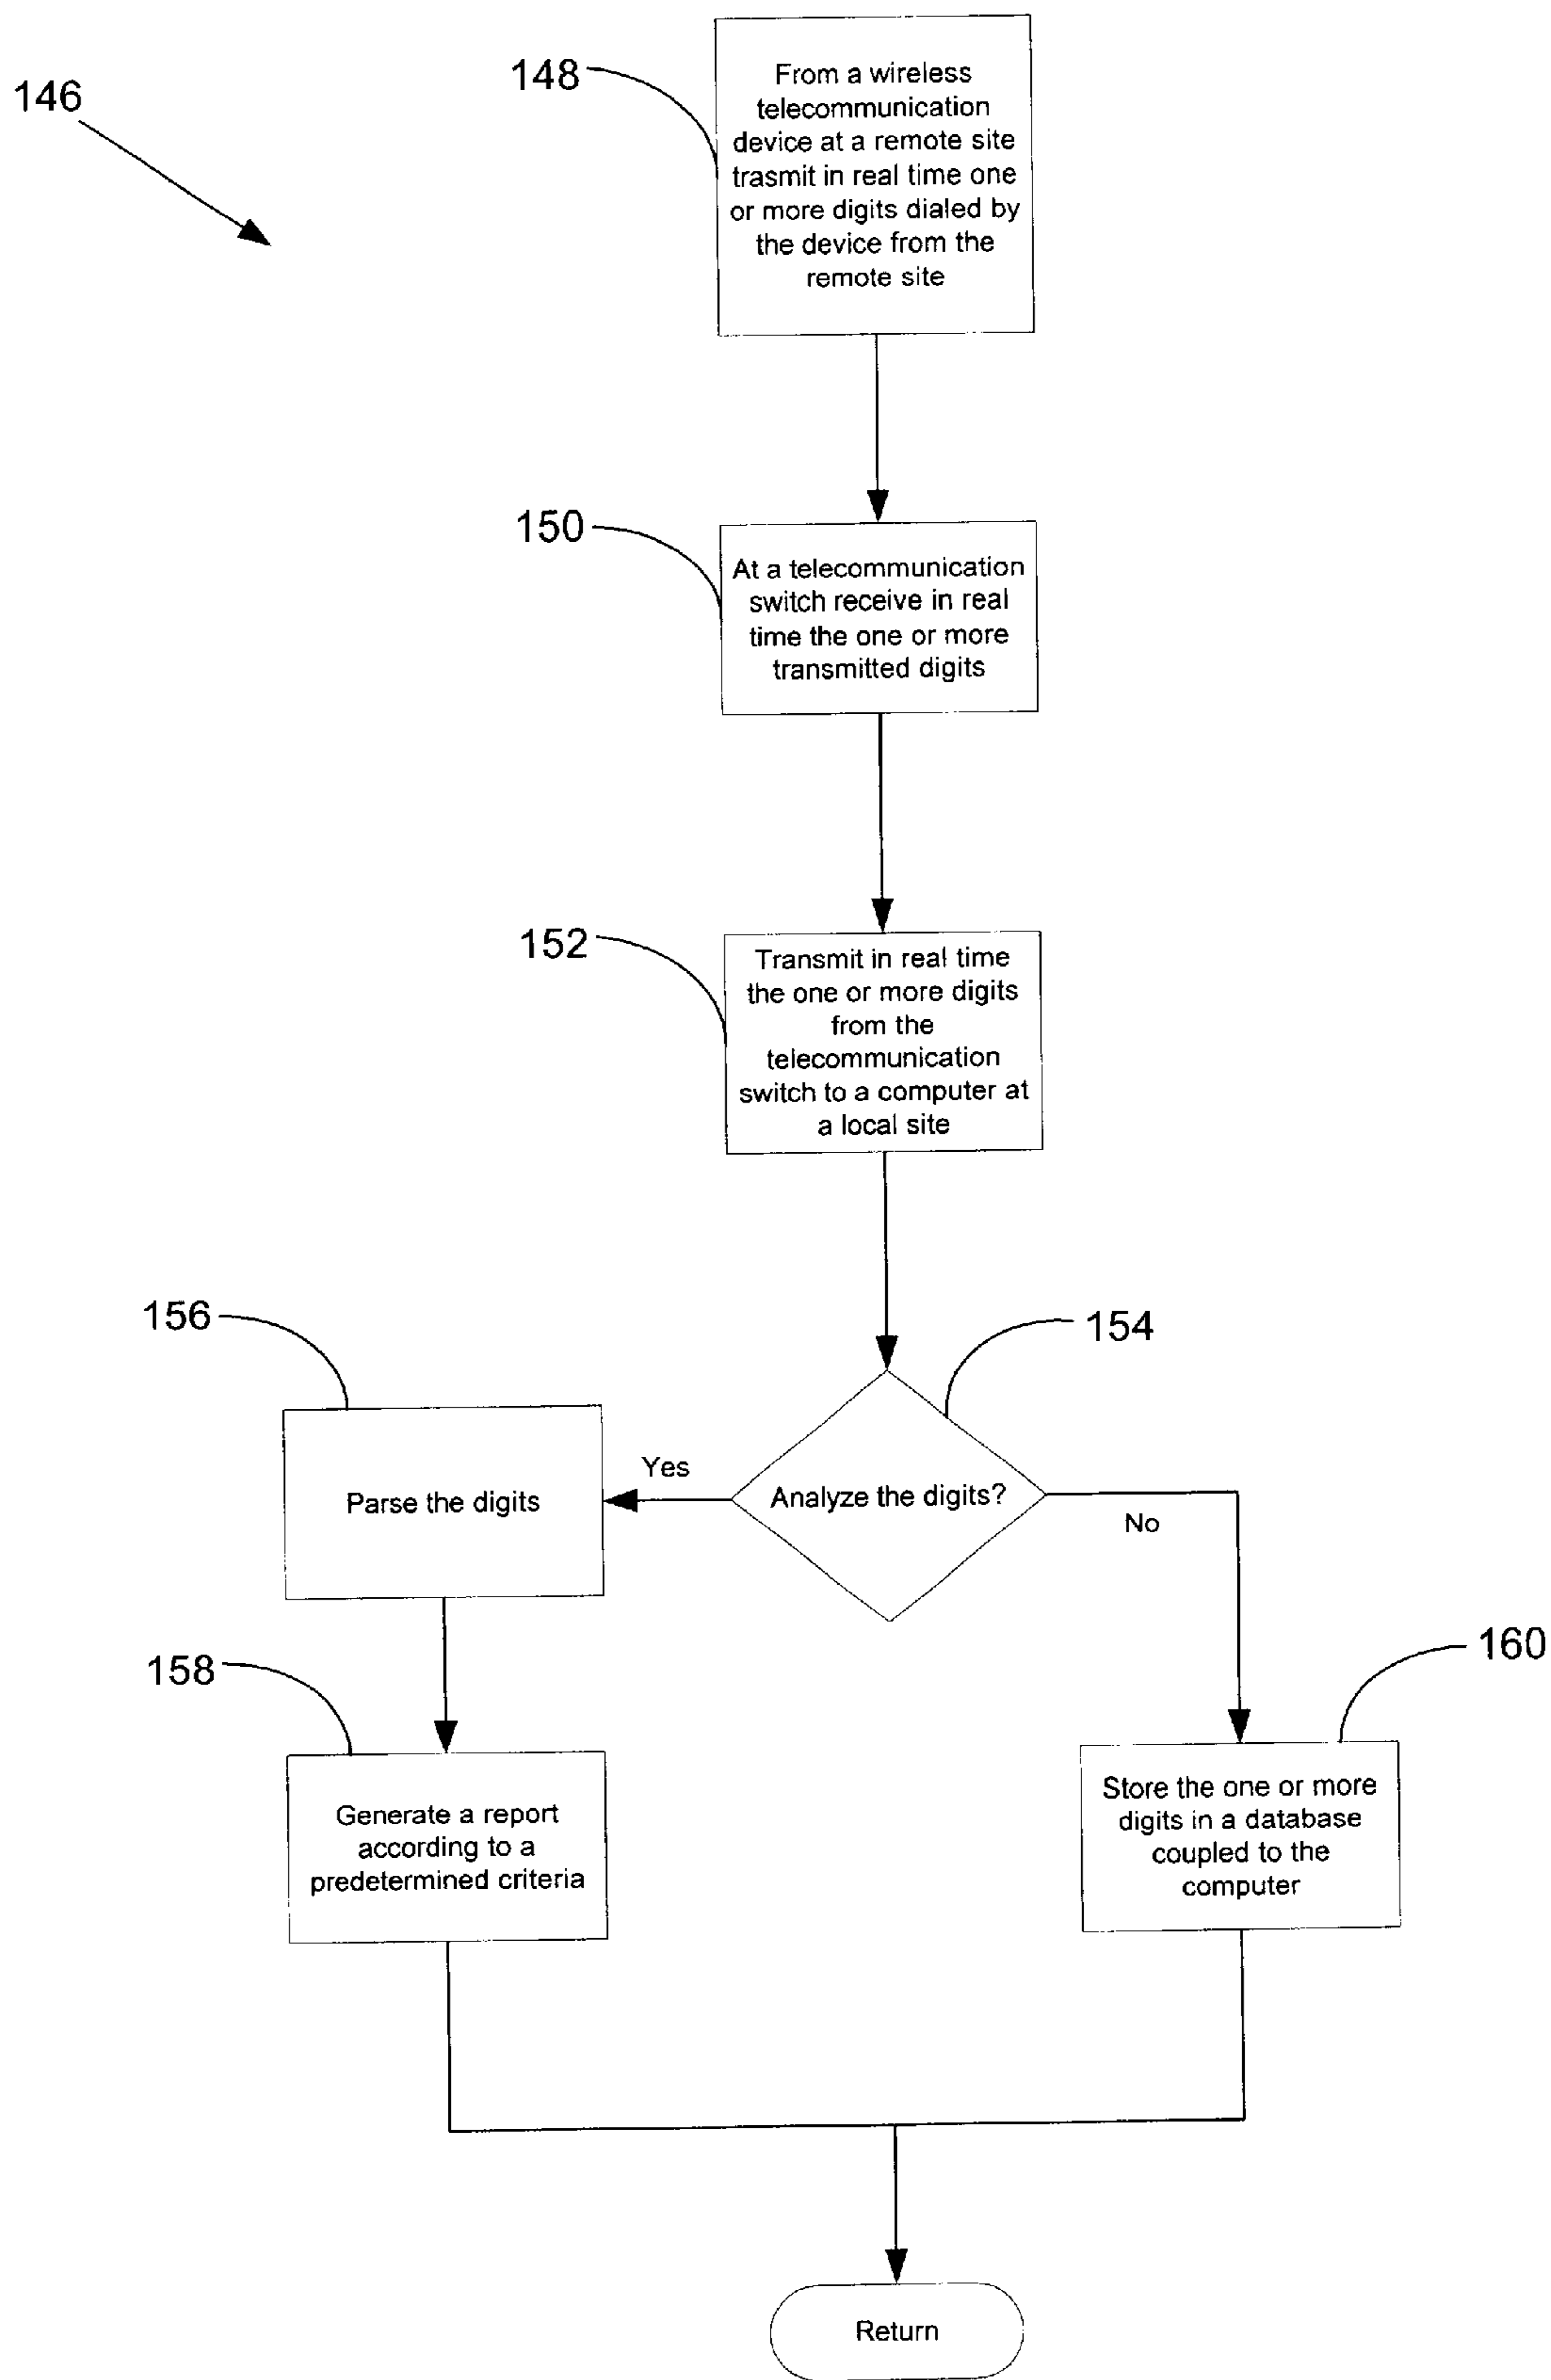 146
148
From a wireless
telecommunication
device at a remote site
trasmit in real time one
or more digits dialed by
the device from the
remote site
150
At a telecommunication
switch receive in real
time the one or more
transmitted digits
152
Transmit in real time
the one or more digits
from the
telecommunication
switch to a computer at
a local site
154
Analyze the digits?
Yes
No
156
Parse the digits
158
Generate a report
according to a
predetermined criteria
160
Store the one or more
digits in a database
coupled to the
computer
Return